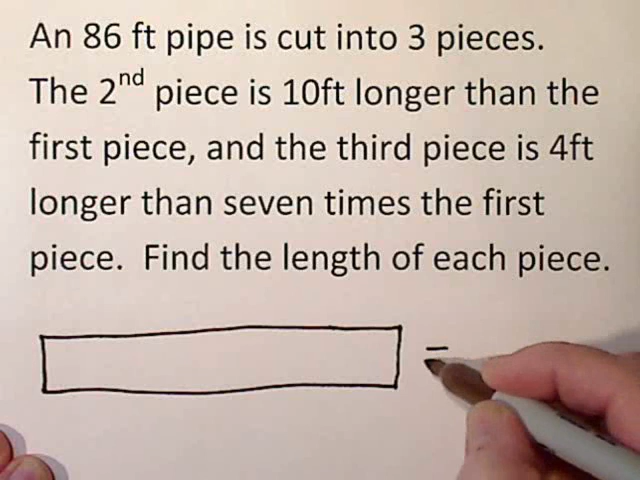 An 86 ft pipe is cut into 3 pieces.
The 2nd piece is 10ft longer than the
first piece, and the third piece is 4ft
longer than seven times the first
piece. Find the length of each piece.
=